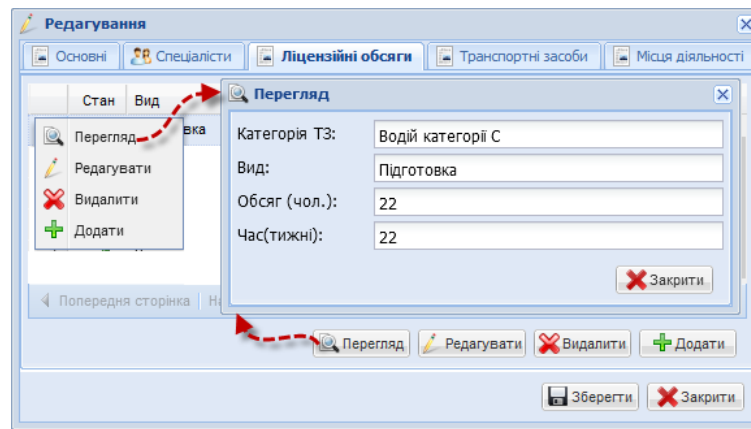 Редагування
Основні Спеціалісти Ліцензійні обсяги Транспортні засоби Місця діяльності
Стан Вид
Перегляд
Редагувати
Видалити
Додати
Перегляд
Категорія ТЗ: Водій категорії C
Вид: Підготовка
Обсяг (чол.): 22
Час(тижні): 22
Закрити
Попередня сторінка
Перегляд Редагувати Видалити Додати
Зберегти Закрити